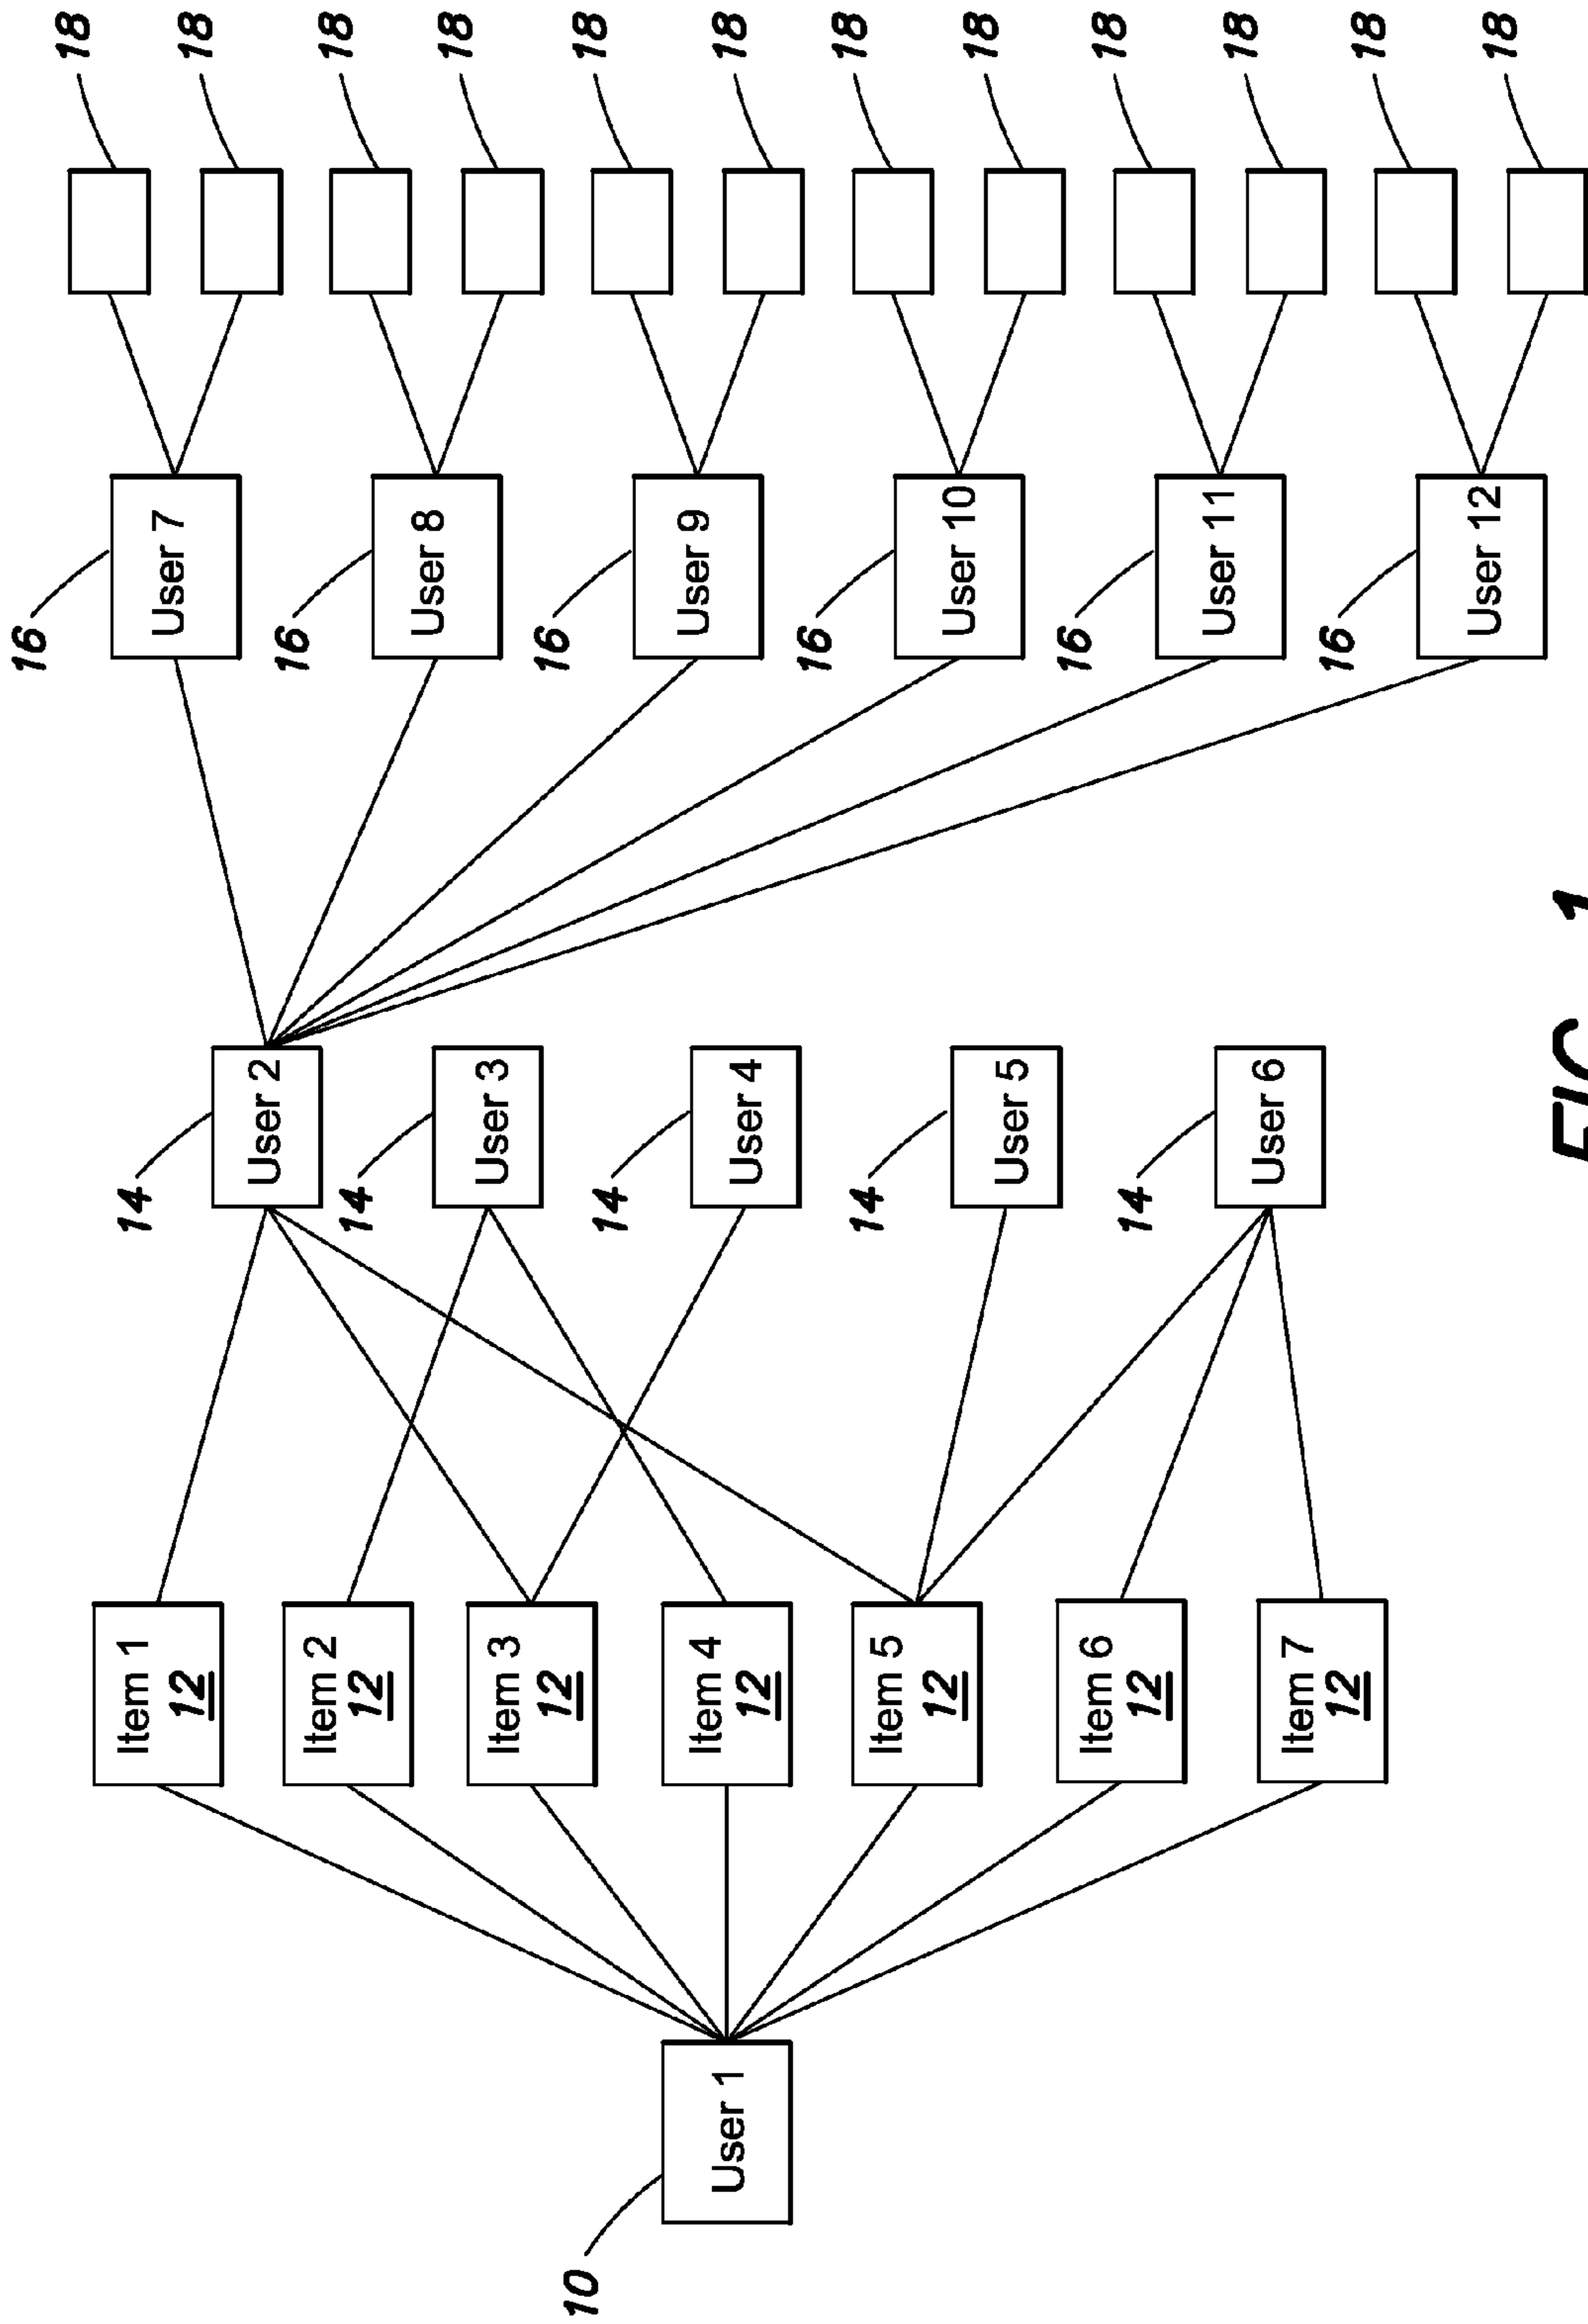 10
User 1
Item 1
12
Item 2
12
Item 3
12
Item 4
12
Item 5
12
Item 6
12
Item 7
12
14
User 2
14
User 3
14
User 4
14
User 5
14
User 6
16
User 7
16
User 8
16
User 9
16
User 10
16
User 11
16
User 12
18
18
18
18
18
18
18
18
18
18
18
18
FIG. 1